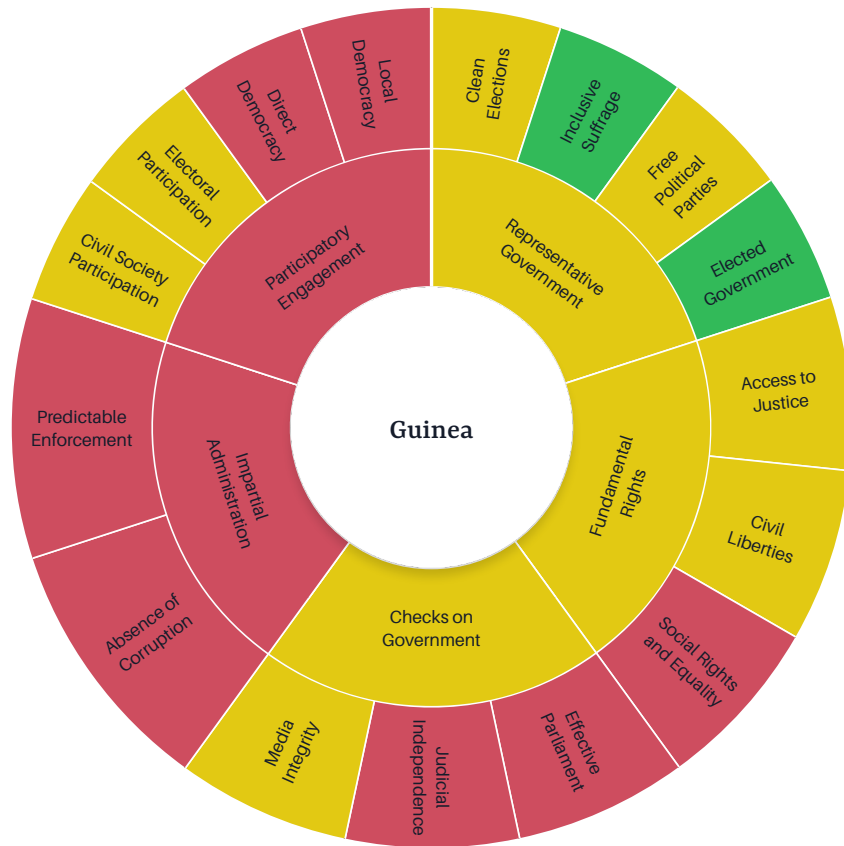 Guinea
Representative
Government
Clean
Elections
Inclusive
Suffrage
Free
Political
Parties
Elected
Government
Fundamental
Rights
Access to
Justice
Civil
Liberties
Social Rights
and Equality
Checks on
Government
Effective
Parliament
Judicial
Independence
Media
Integrity
Impartial
Administration
Absence of
Corruption
Predictable
Enforcement
Participatory
Engagement
Civil Society
Participation
Electoral
Participation
Direct
Democracy
Local
Democracy